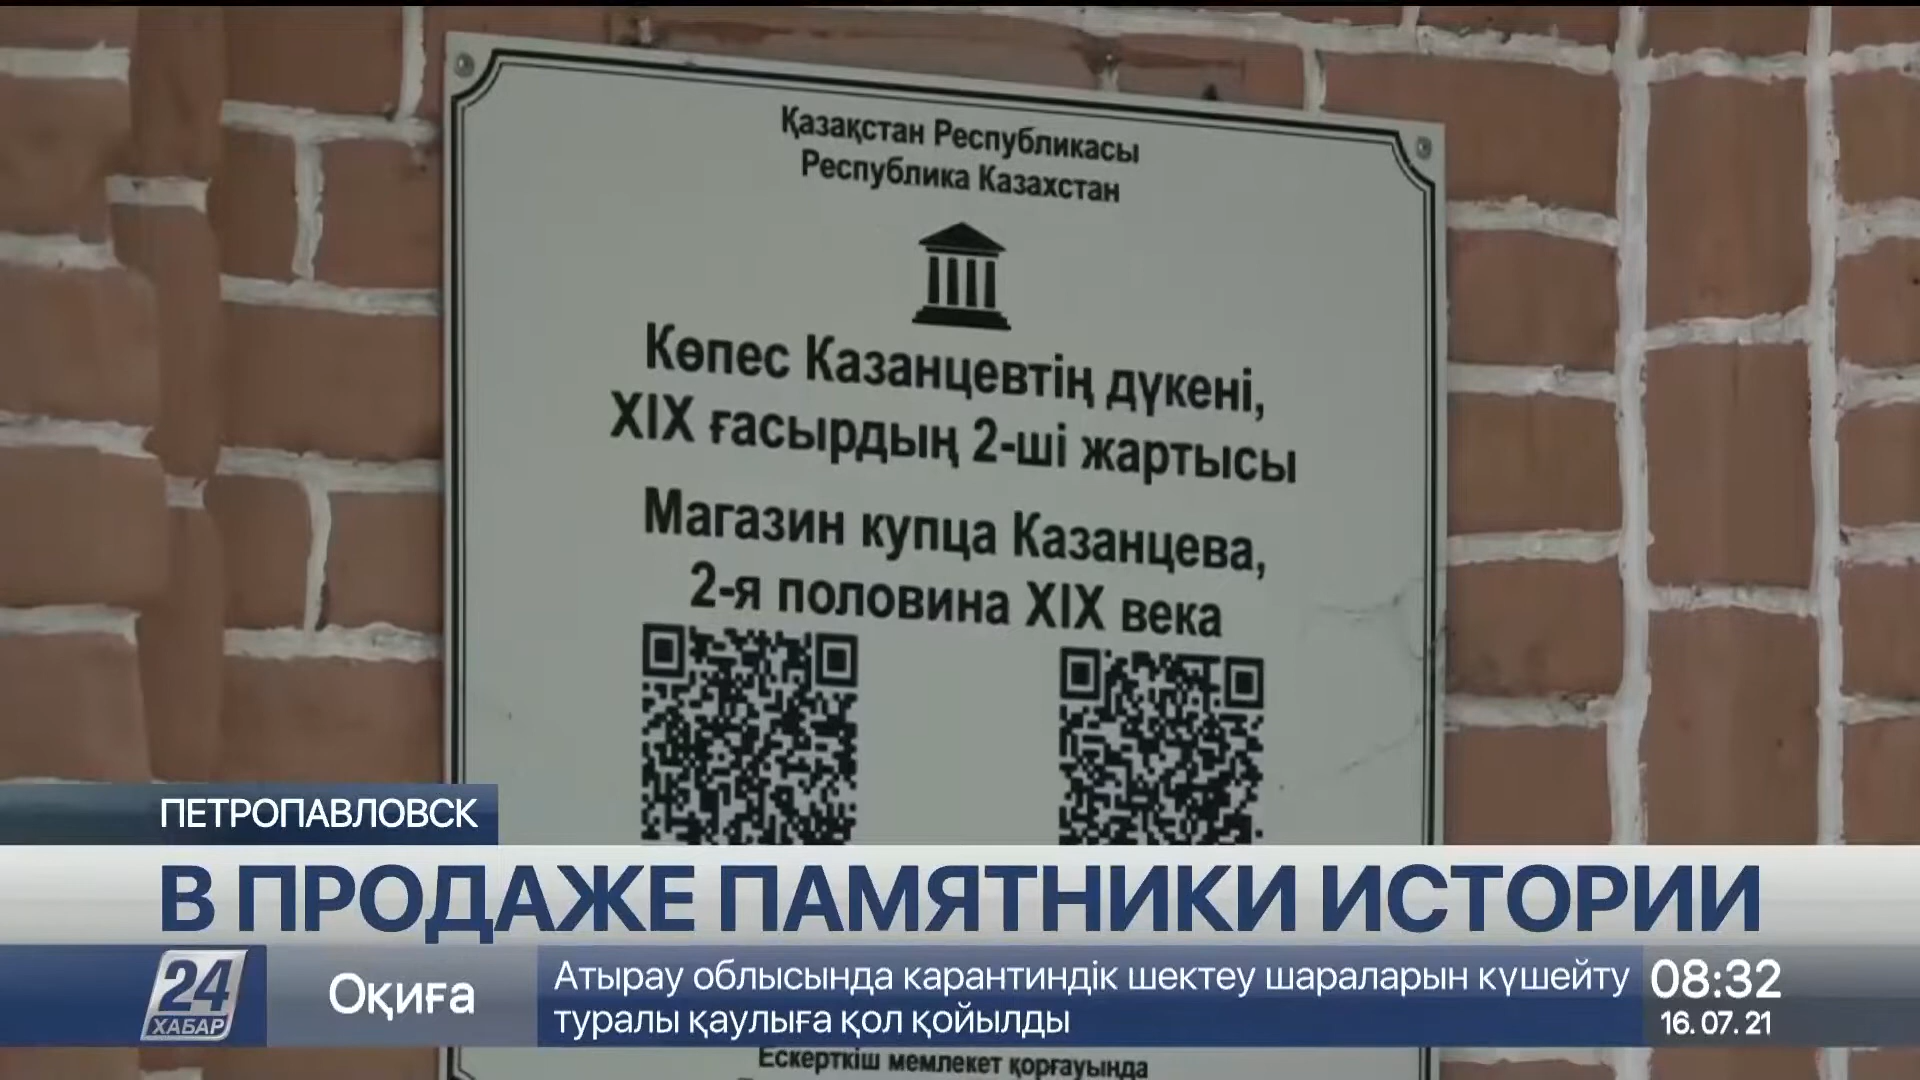 Қазақстан Республикасы
Республика Казахстан
Көпес Казанцевтің дүкені,
XIX ғасырдың 2-ші жартысы
Магазин купца Казанцева,
2-я половина XIX века
ПЕТРОПАВЛОВСК
В ПРОДАЖЕ ПАМЯТНИКИ ИСТОРИИ
24
ХАБАР
Оқиға
Атырау облысында карантиндік шектеу шараларын күшейту
туралы қаулыға қол қойылды
08:32
16. 07. 21
Ескерткіш мемлекет қорғауында